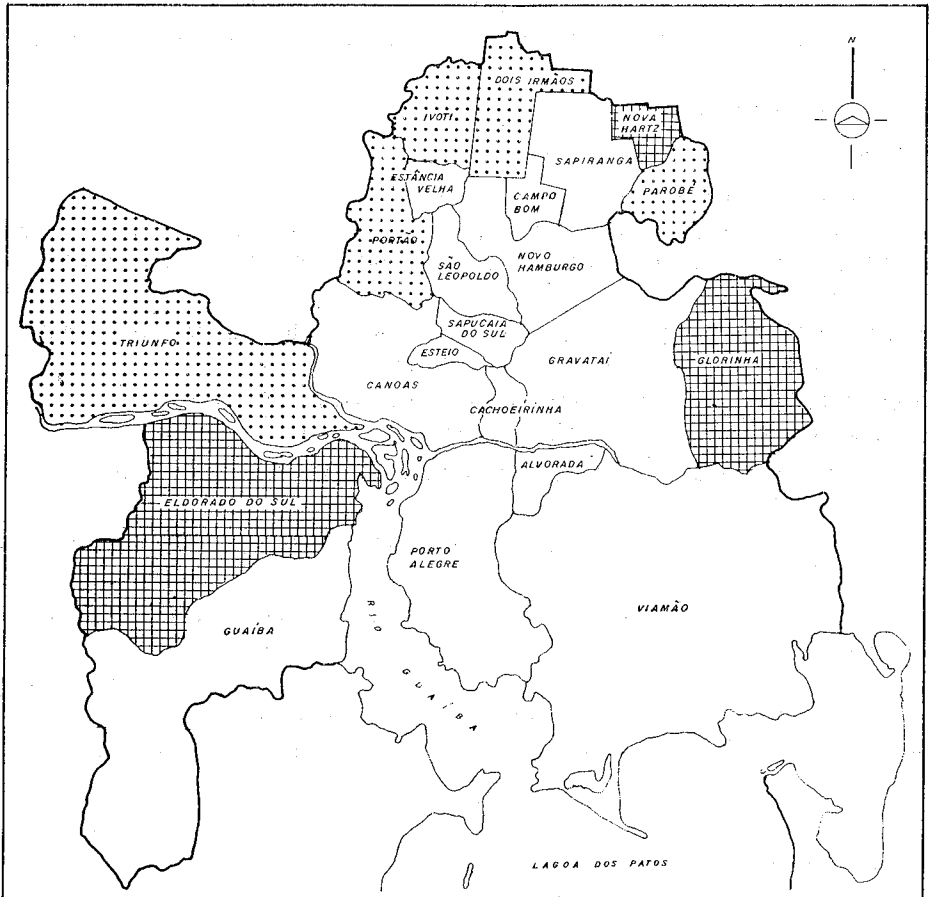 N
DOIS IRMÃOS
IVOTI
NOVA
HARTZ
SAPIRANGA
ESTÂNCIA
VELHA
CAMPO
BOM
PAROBÉ
PORTÃO
SÃO
LEOPOLDO
NOVO
HAMBURGO
SAPUCAIA
DO SUL
TRIUNFO
ESTEIO
GRAVATAÍ
GLORINHA
CANOAS
CACHOEIRINHA
ALVORADA
ELDORADO DO SUL
PORTO
ALEGRE
VIAMÃO
GUAÍBA
RIO GUAÍBA
LAGOA DOS PATOS